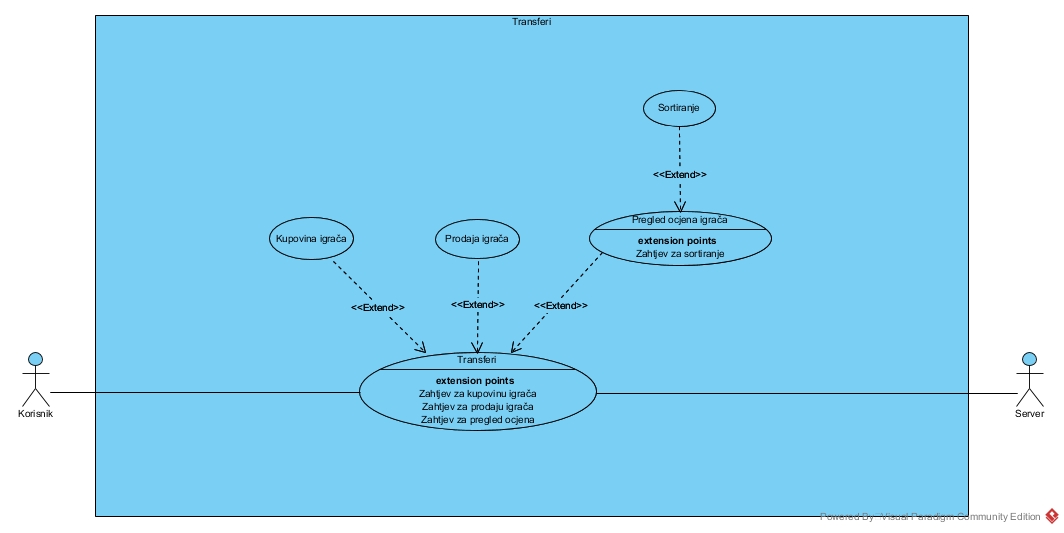 Transferi
Sortiranje
<<Extend>>
Pregled ocjena igrača
extension points
Zahtjev za sortiranje
Kupovina igrača
Prodaja igrača
<<Extend>>
<<Extend>>
<<Extend>>
Transferi
extension points
Zahtjev za kupovinu igrača
Zahtjev za prodaju igrača
Zahtjev za pregled ocjena
Korisnik
Server
Powered By Visual Paradigm Community Edition